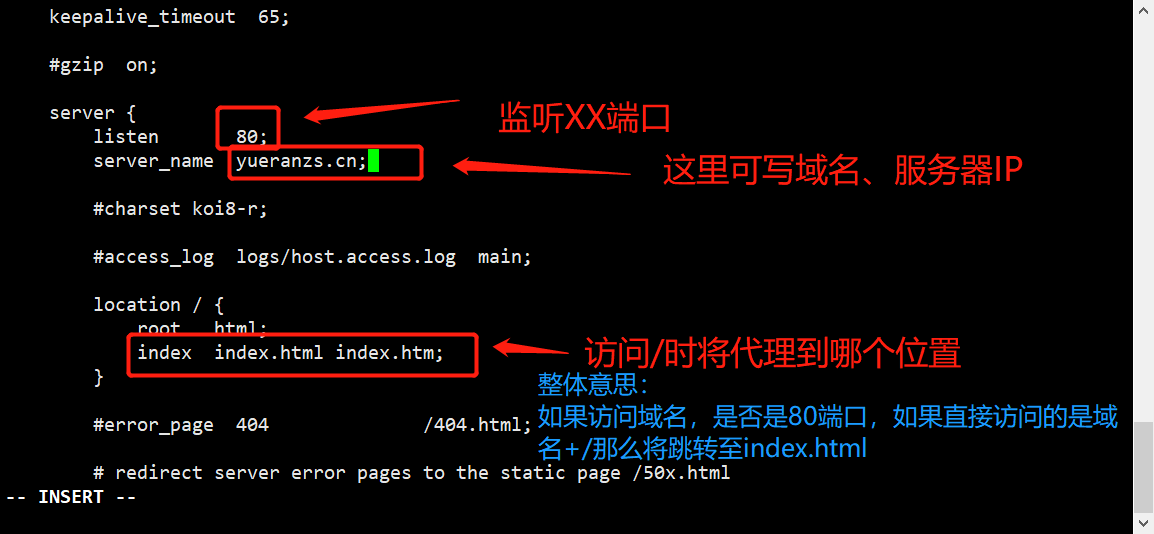 keepalive_timeout  65;
#gzip  on;
server {
listen       80;
监听XX端口
server_name  yueranzs.cn;
这里可写域名、服务器IP
#charset koi8-r;
#access_log  logs/host.access.log  main;
location / {
root   html;
index  index.html index.htm;
访问/时将代理到哪个位置
}
整体意思：
如果访问域名，是否是80端口，如果直接访问的是域
名+/那么将跳转至index.html
#error_page  404              /404.html;
# redirect server error pages to the static page /50x.html
-- INSERT --